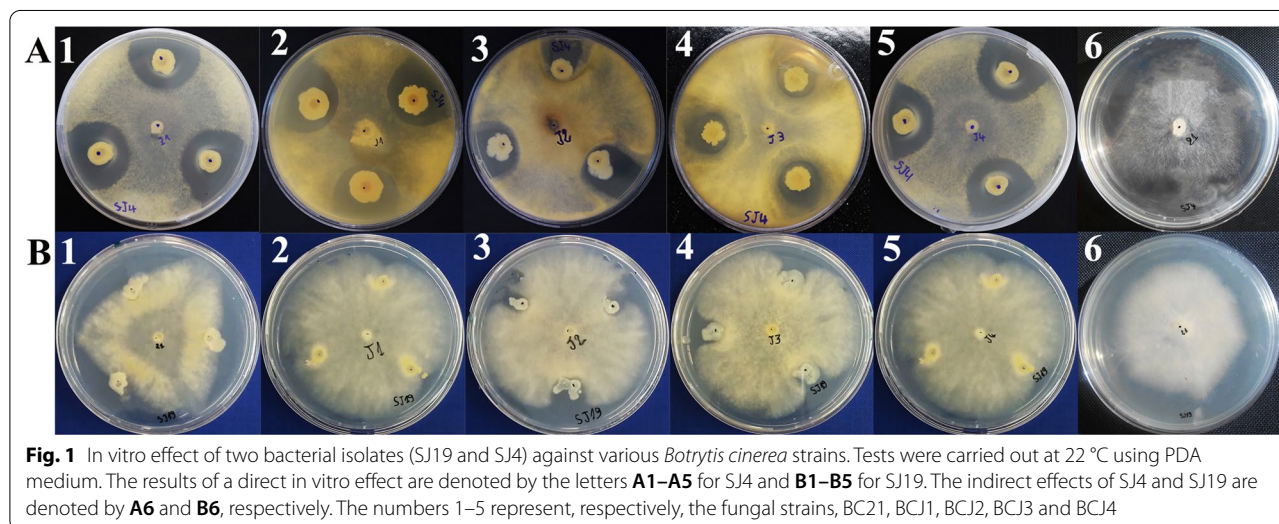 A 1 2 3 4 5 6
SJ4
J1
SJ4
SJ4
J2
J3
SJ4
J4
SJ4
21
SJ4
B 1 2 3 4 5 6
21
SJ19
J1
SJ19
J2
SJ19
J3
SJ19
J4
SJ19
21
SJ19
Fig. 1 In vitro effect of two bacterial isolates (SJ19 and SJ4) against various Botrytis cinerea strains. Tests were carried out at 22 °C using PDA
medium. The results of a direct in vitro effect are denoted by the letters A1–A5 for SJ4 and B1–B5 for SJ19. The indirect effects of SJ4 and SJ19 are
denoted by A6 and B6, respectively. The numbers 1–5 represent, respectively, the fungal strains, BC21, BCJ1, BCJ2, BCJ3 and BCJ4